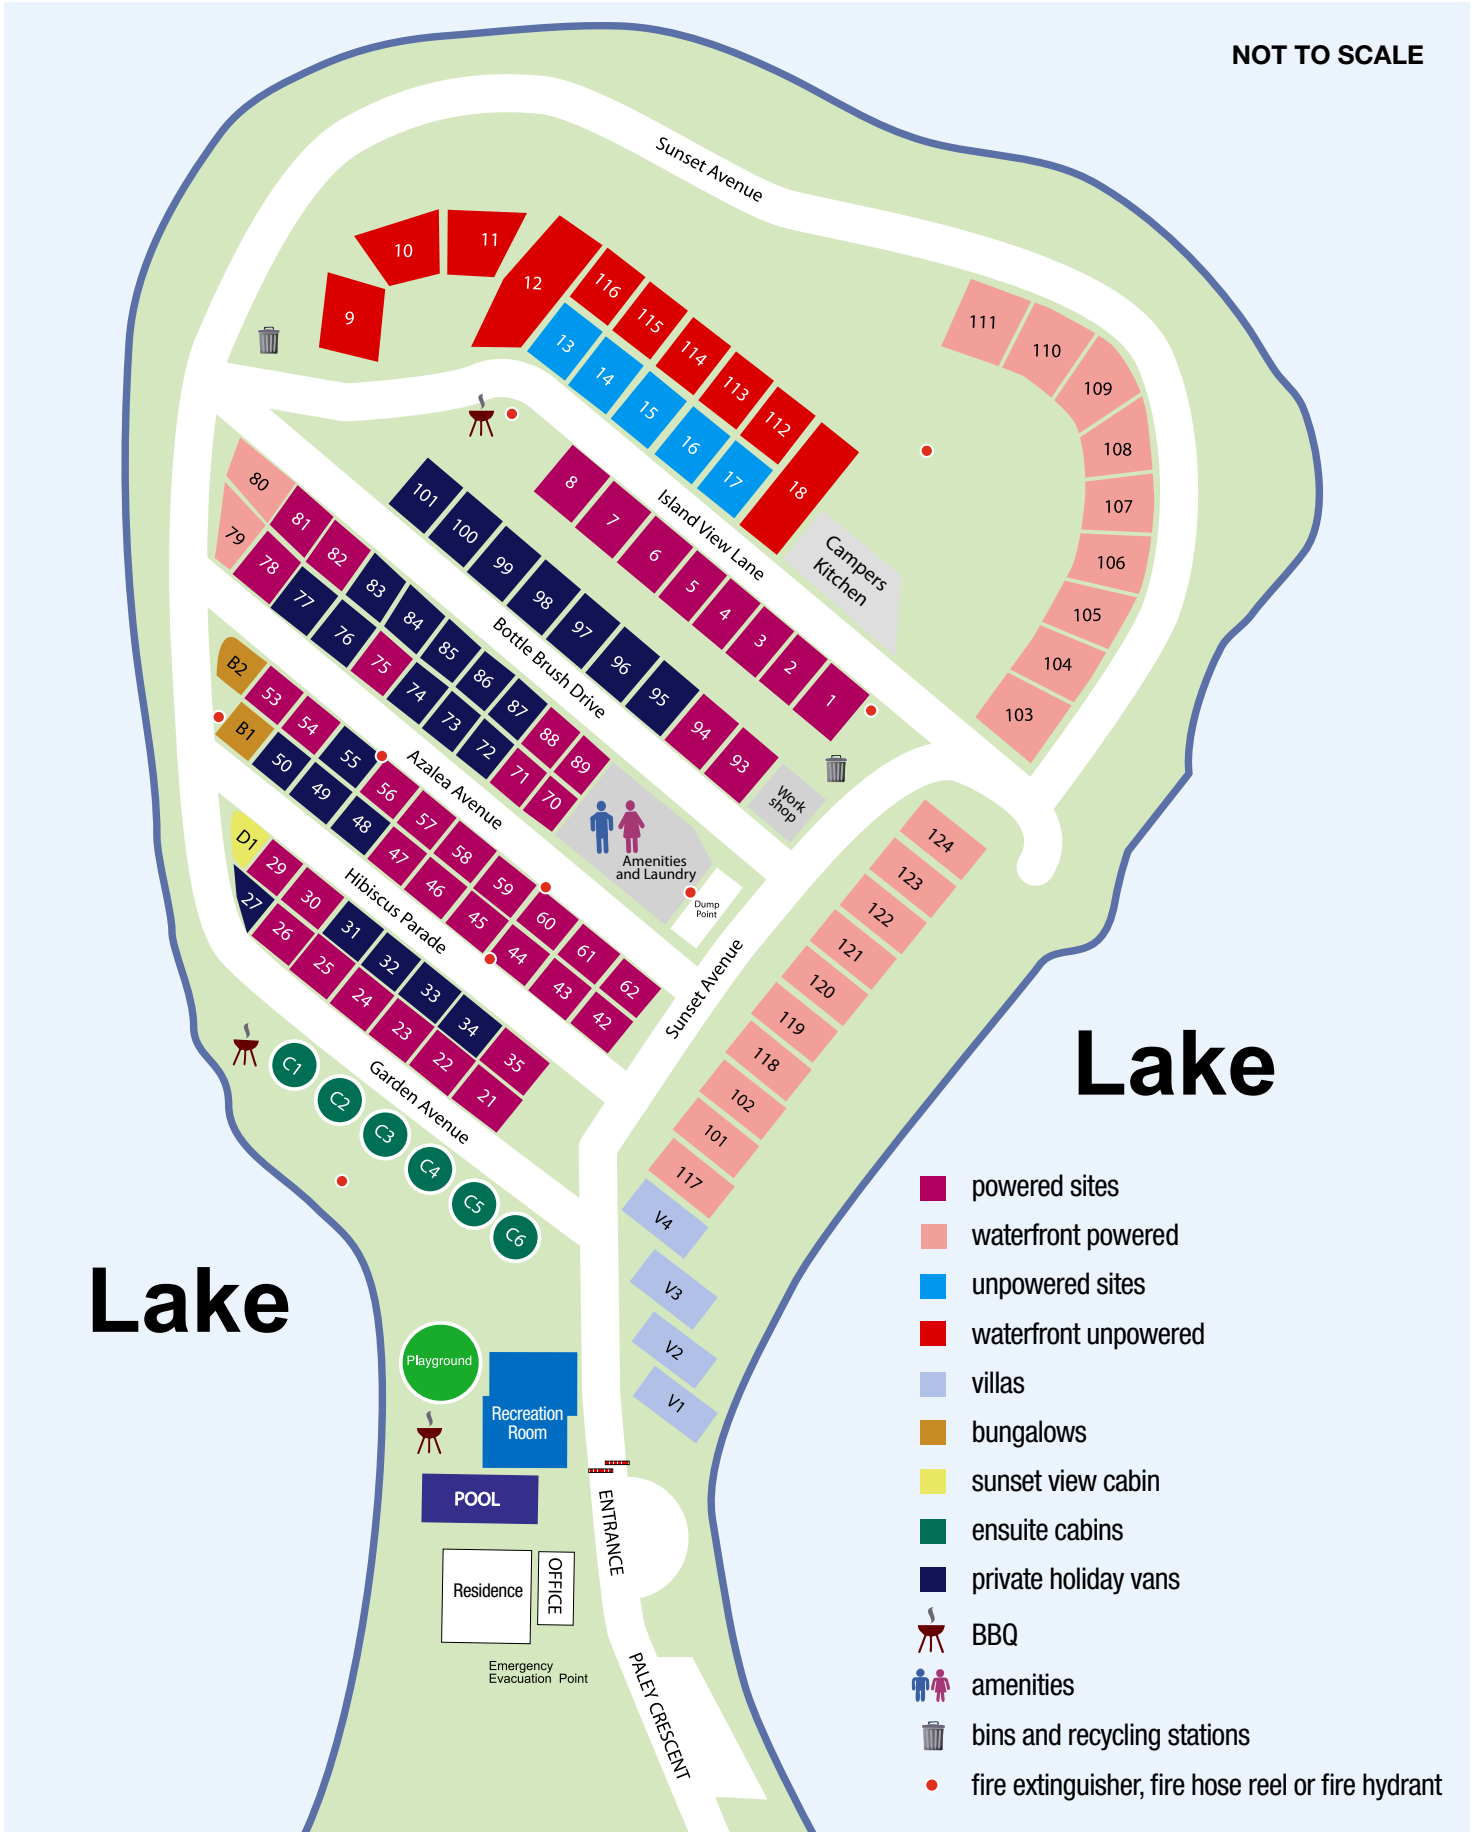 NOT TO SCALE
Sunset Avenue
10
11
12
9
116
115
114
113
112
18
13
14
15
16
17
111
110
109
108
107
106
105
104
103
Island View Lane
Campers
Kitchen
8
7
6
5
4
3
2
1
101
100
99
98
97
96
95
94
93
Work
shop
Bottle Brush Drive
80
81
82
83
84
85
86
87
88
89
79
78
77
76
75
74
73
72
71
70
Amenities
and Laundry
Dump
Point
Azalea Avenue
B2
53
54
55
56
57
58
59
60
61
62
B1
50
49
48
47
46
45
44
43
42
Hibiscus Parade
D1
29
30
31
32
33
34
35
27
26
25
24
23
22
21
Garden Avenue
Sunset Avenue
124
123
122
121
120
119
118
102
101
117
V4
V3
V2
V1
C1
C2
C3
C4
C5
C6
Lake
Lake
Playground
Recreation
Room
POOL
Residence
OFFICE
ENTRANCE
Emergency
Evacuation Point
PALEY CRESCENT
powered sites
waterfront powered
unpowered sites
waterfront unpowered
villas
bungalows
sunset view cabin
ensuite cabins
private holiday vans
BBQ
amenities
bins and recycling stations
fire extinguisher, fire hose reel or fire hydrant